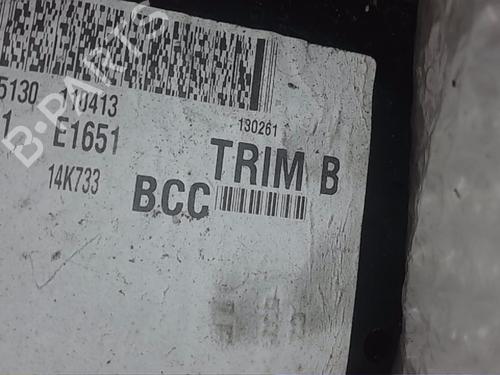 5130 110413
1, E1651
130261
TRIM B
14K733
BCC
B-PARTS